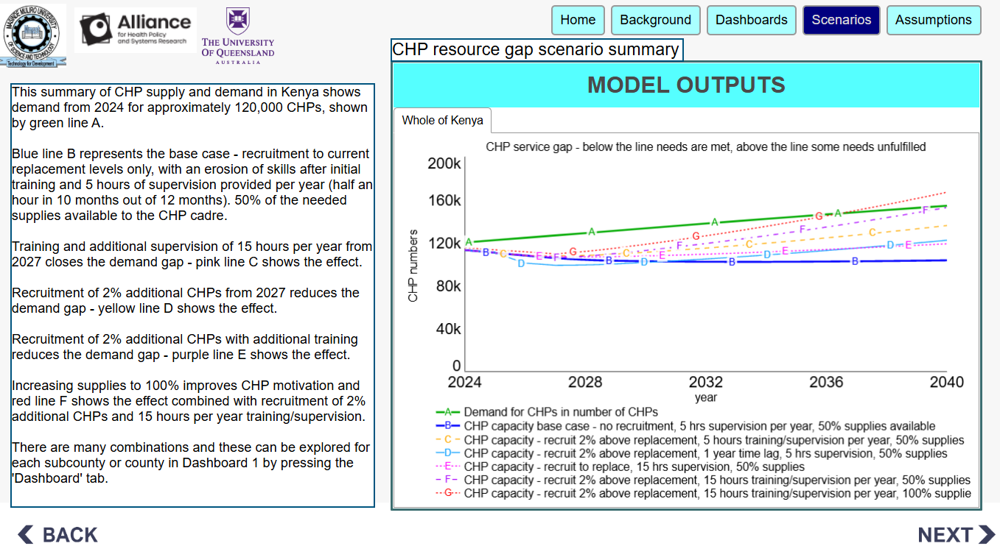 MASINDE MULIRO UNIVERSITY
OF SCIENCE AND TECHNOLOGY
Technology for Development
Alliance
for Health Policy
and Systems Research
THE UNIVERSITY
OF QUEENSLAND
AUSTRALIA
Home
Background
Dashboards
Scenarios
Assumptions
CHP resource gap scenario summary
This summary of CHP supply and demand in Kenya shows
demand from 2024 for approximately 120,000 CHPs, shown
by green line A.
Blue line B represents the base case - recruitment to current
replacement levels only, with an erosion of skills after initial
training and 5 hours of supervision provided per year (half an
hour in 10 months out of 12 months). 50% of the needed
supplies available to the CHP cadre.
Training and additional supervision of 15 hours per year from
2027 closes the demand gap - pink line C shows the effect.
Recruitment of 2% additional CHPs from 2027 reduces the
demand gap - yellow line D shows the effect.
Recruitment of 2% additional CHPs with additional training
reduces the demand gap - purple line E shows the effect.
Increasing supplies to 100% improves CHP motivation and
red line F shows the effect combined with recruitment of 2%
additional CHPs and 15 hours per year training/supervision.
There are many combinations and these can be explored for
each subcounty or county in Dashboard 1 by pressing the
'Dashboard' tab.
MODEL OUTPUTS
Whole of Kenya
CHP service gap - below the line needs are met, above the line some needs unfulfilled
200k
160k
120k
80k
40k
0
CHP numbers
2024 2028 2032 2036 2040
year
A Demand for CHPs in number of CHPs
B CHP capacity base case - no recruitment, 5 hrs supervision per year, 50% supplies available
C CHP capacity - recruit 2% above replacement, 5 hours training/supervision per year, 50% supplies
D CHP capacity - recruit 2% above replacement, 1 year time lag, 5 hrs supervision, 50% supplies
E CHP capacity - recruit to replace, 15 hrs supervision, 50% supplies
F CHP capacity - recruit 2% above replacement, 15 hours training/supervision per year, 50% supplies
G CHP capacity - recruit 2% above replacement, 15 hours training/supervision per year, 100% supplie
BACK
NEXT